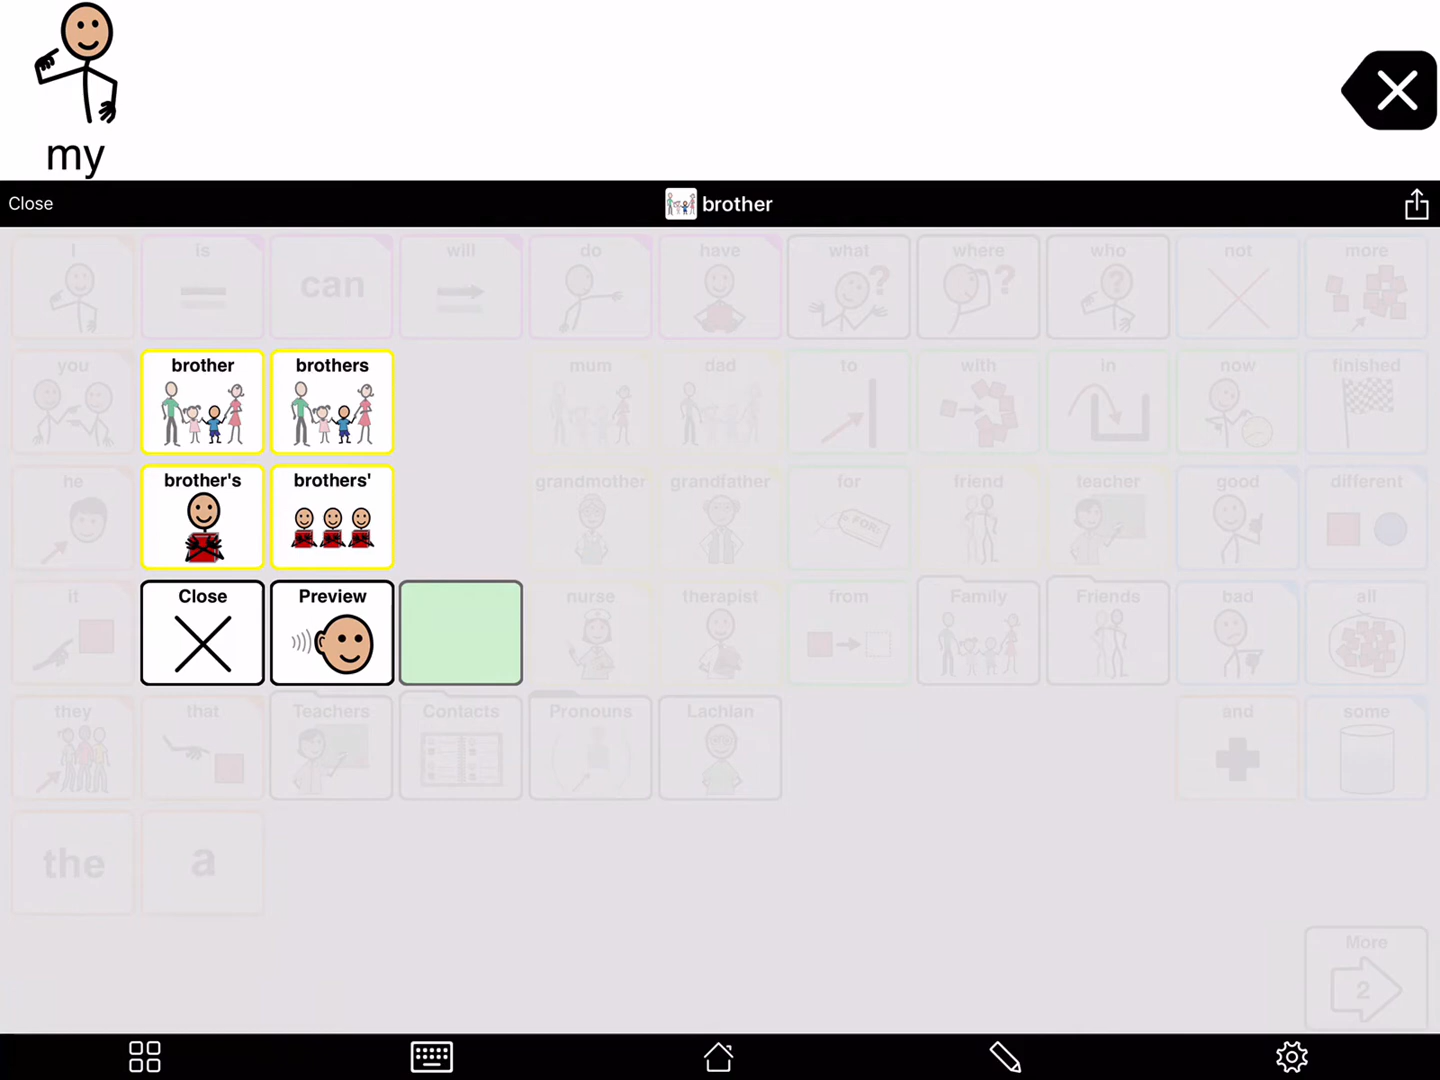 my
Close
brother
I is can will do have what where who not more
you brother brothers mum dad to with in now finished
he brother's brothers' grandmother grandfather for friend teacher good different
FOR:
it Close Preview nurse therapist from Family Friends bad all
they that Teachers Contacts Pronouns Lachlan and some
the a
More
2